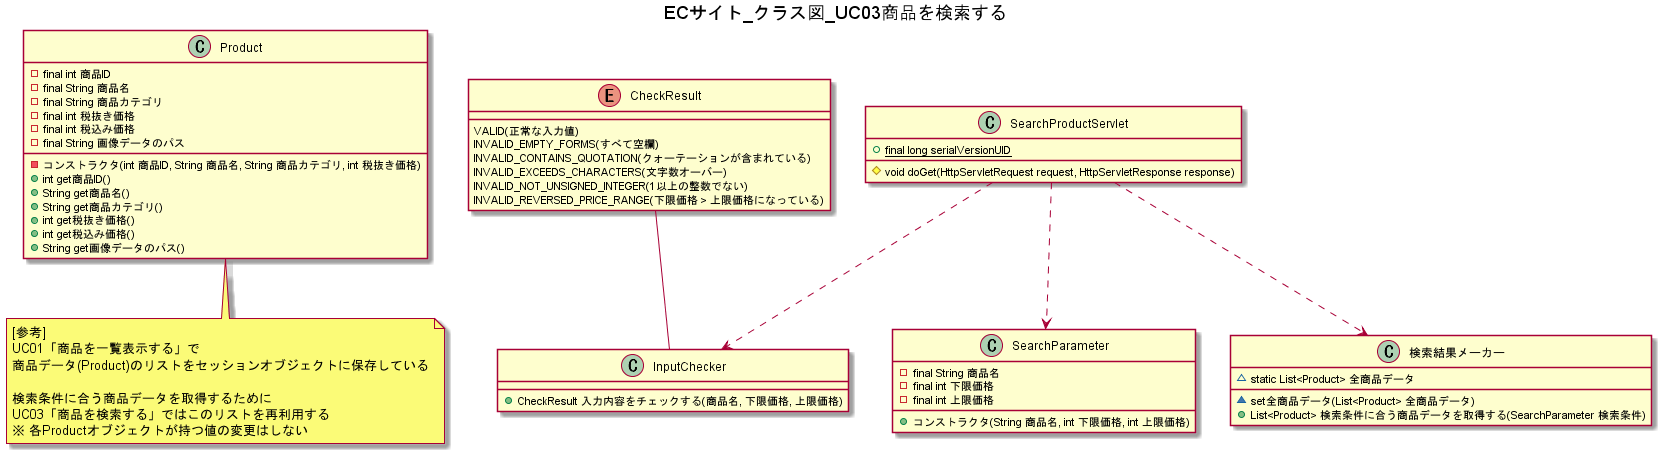 ECサイト_クラス図_UC03商品を検索する
C Product
final int 商品ID
final String 商品名
final String 商品カテゴリ
final int 税抜き価格
final int 税込み価格
final String 画像データのパス
コンストラクタ(int 商品ID, String 商品名, String 商品カテゴリ, int 税抜き価格)
int get商品ID()
String get商品名()
String get商品カテゴリ()
int get税抜き価格()
int get税込み価格()
String get画像データのパス()
[参考]
UC01「商品を一覧表示する」で
商品データ(Product)のリストをセッションオブジェクトに保存している
検索条件に合う商品データを取得するために
UC03「商品を検索する」ではこのリストを再利用する
※ 各Productオブジェクトが持つ値の変更はしない
E CheckResult
VALID(正常な入力値)
INVALID_EMPTY_FORMS(すべて空欄)
INVALID_CONTAINS_QUOTATION(クォーテーションが含まれている)
INVALID_EXCEEDS_CHARACTERS(文字数オーバー)
INVALID_NOT_UNSIGNED_INTEGER(1以上の整数でない)
INVALID_REVERSED_PRICE_RANGE(下限価格 > 上限価格になっている)
C SearchProductServlet
final long serialVersionUID
void doGet(HttpServletRequest request, HttpServletResponse response)
C InputChecker
CheckResult 入力内容をチェックする(商品名, 下限価格, 上限価格)
C SearchParameter
final String 商品名
final int 下限価格
final int 上限価格
コンストラクタ(String 商品名, int 下限価格, int 上限価格)
C 検索結果メーカー
static List<Product> 全商品データ
set全商品データ(List<Product> 全商品データ)
List<Product> 検索条件に合う商品データを取得する(SearchParameter 検索条件)